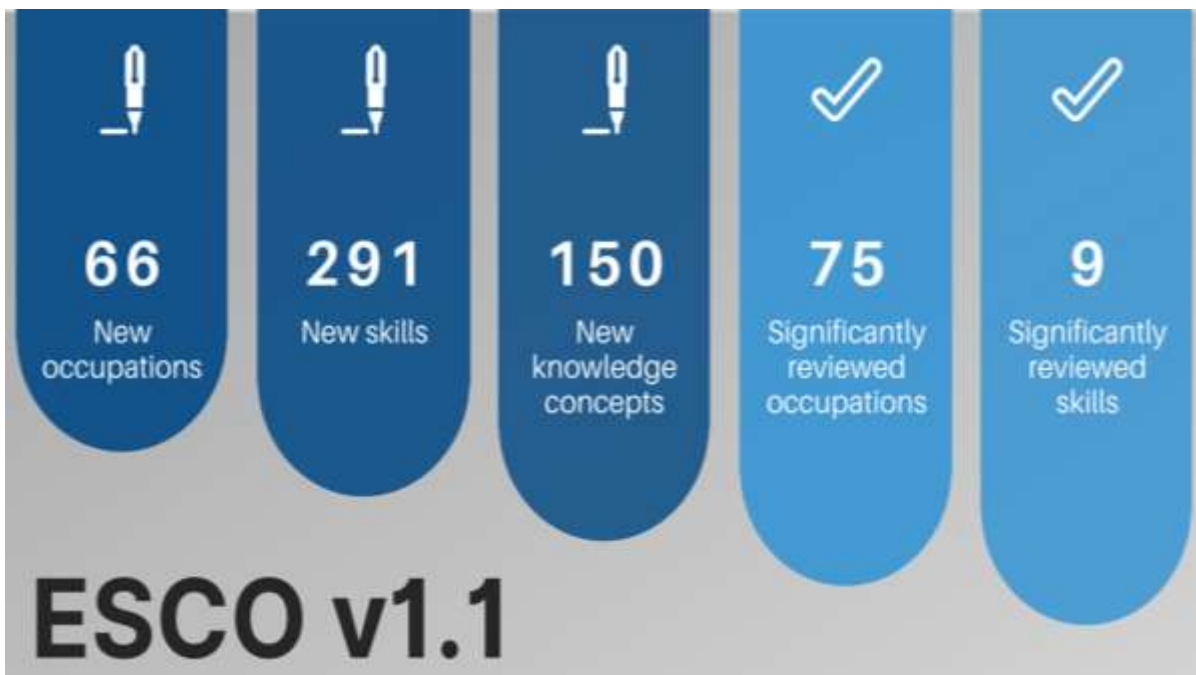 66
New
occupations
291
New skills
150
New
knowledge
concepts
75
Significantly
reviewed
occupations
9
Significantly
reviewed
skills
ESCO v1.1